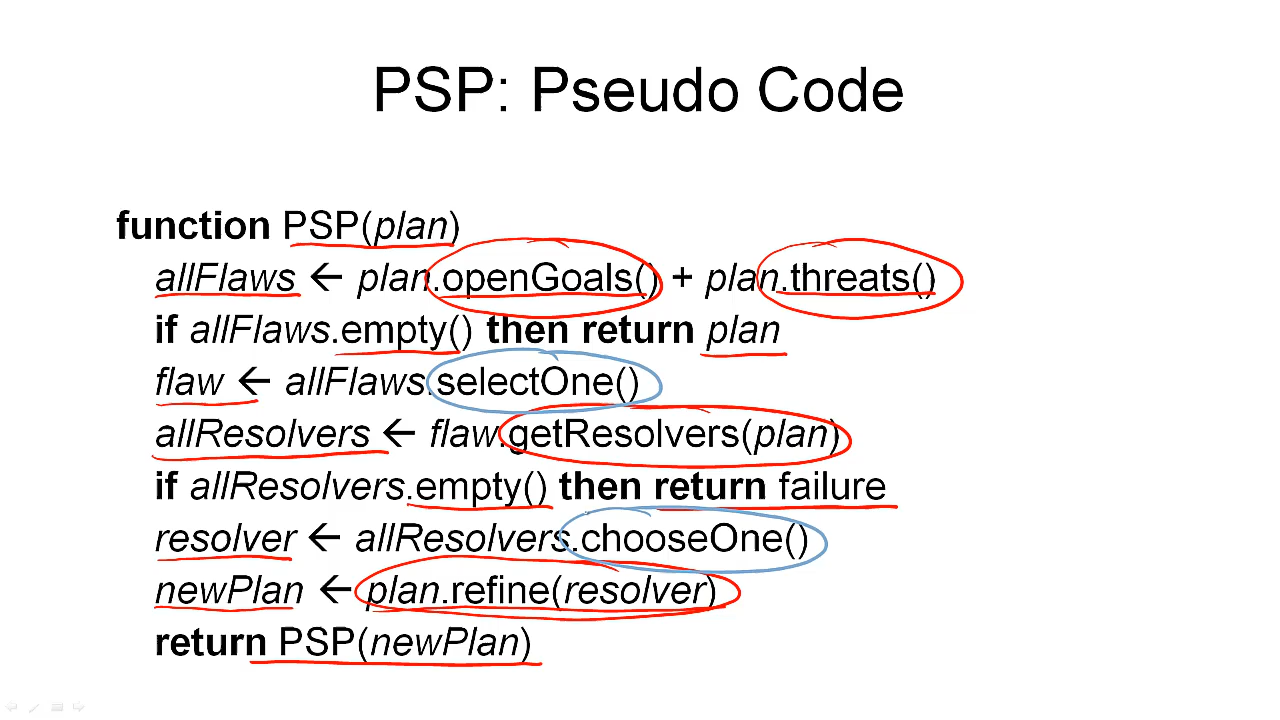 PSP: Pseudo Code
function PSP(plan)
allFlaws ← plan.openGoals() + plan.threats()
if allFlaws.empty() then return plan
flaw ← allFlaws.selectOne()
allResolvers ← flaw.getResolvers(plan)
if allResolvers.empty() then return failure
resolver ← allResolvers.chooseOne()
newPlan ← plan.refine(resolver)
return PSP(newPlan)